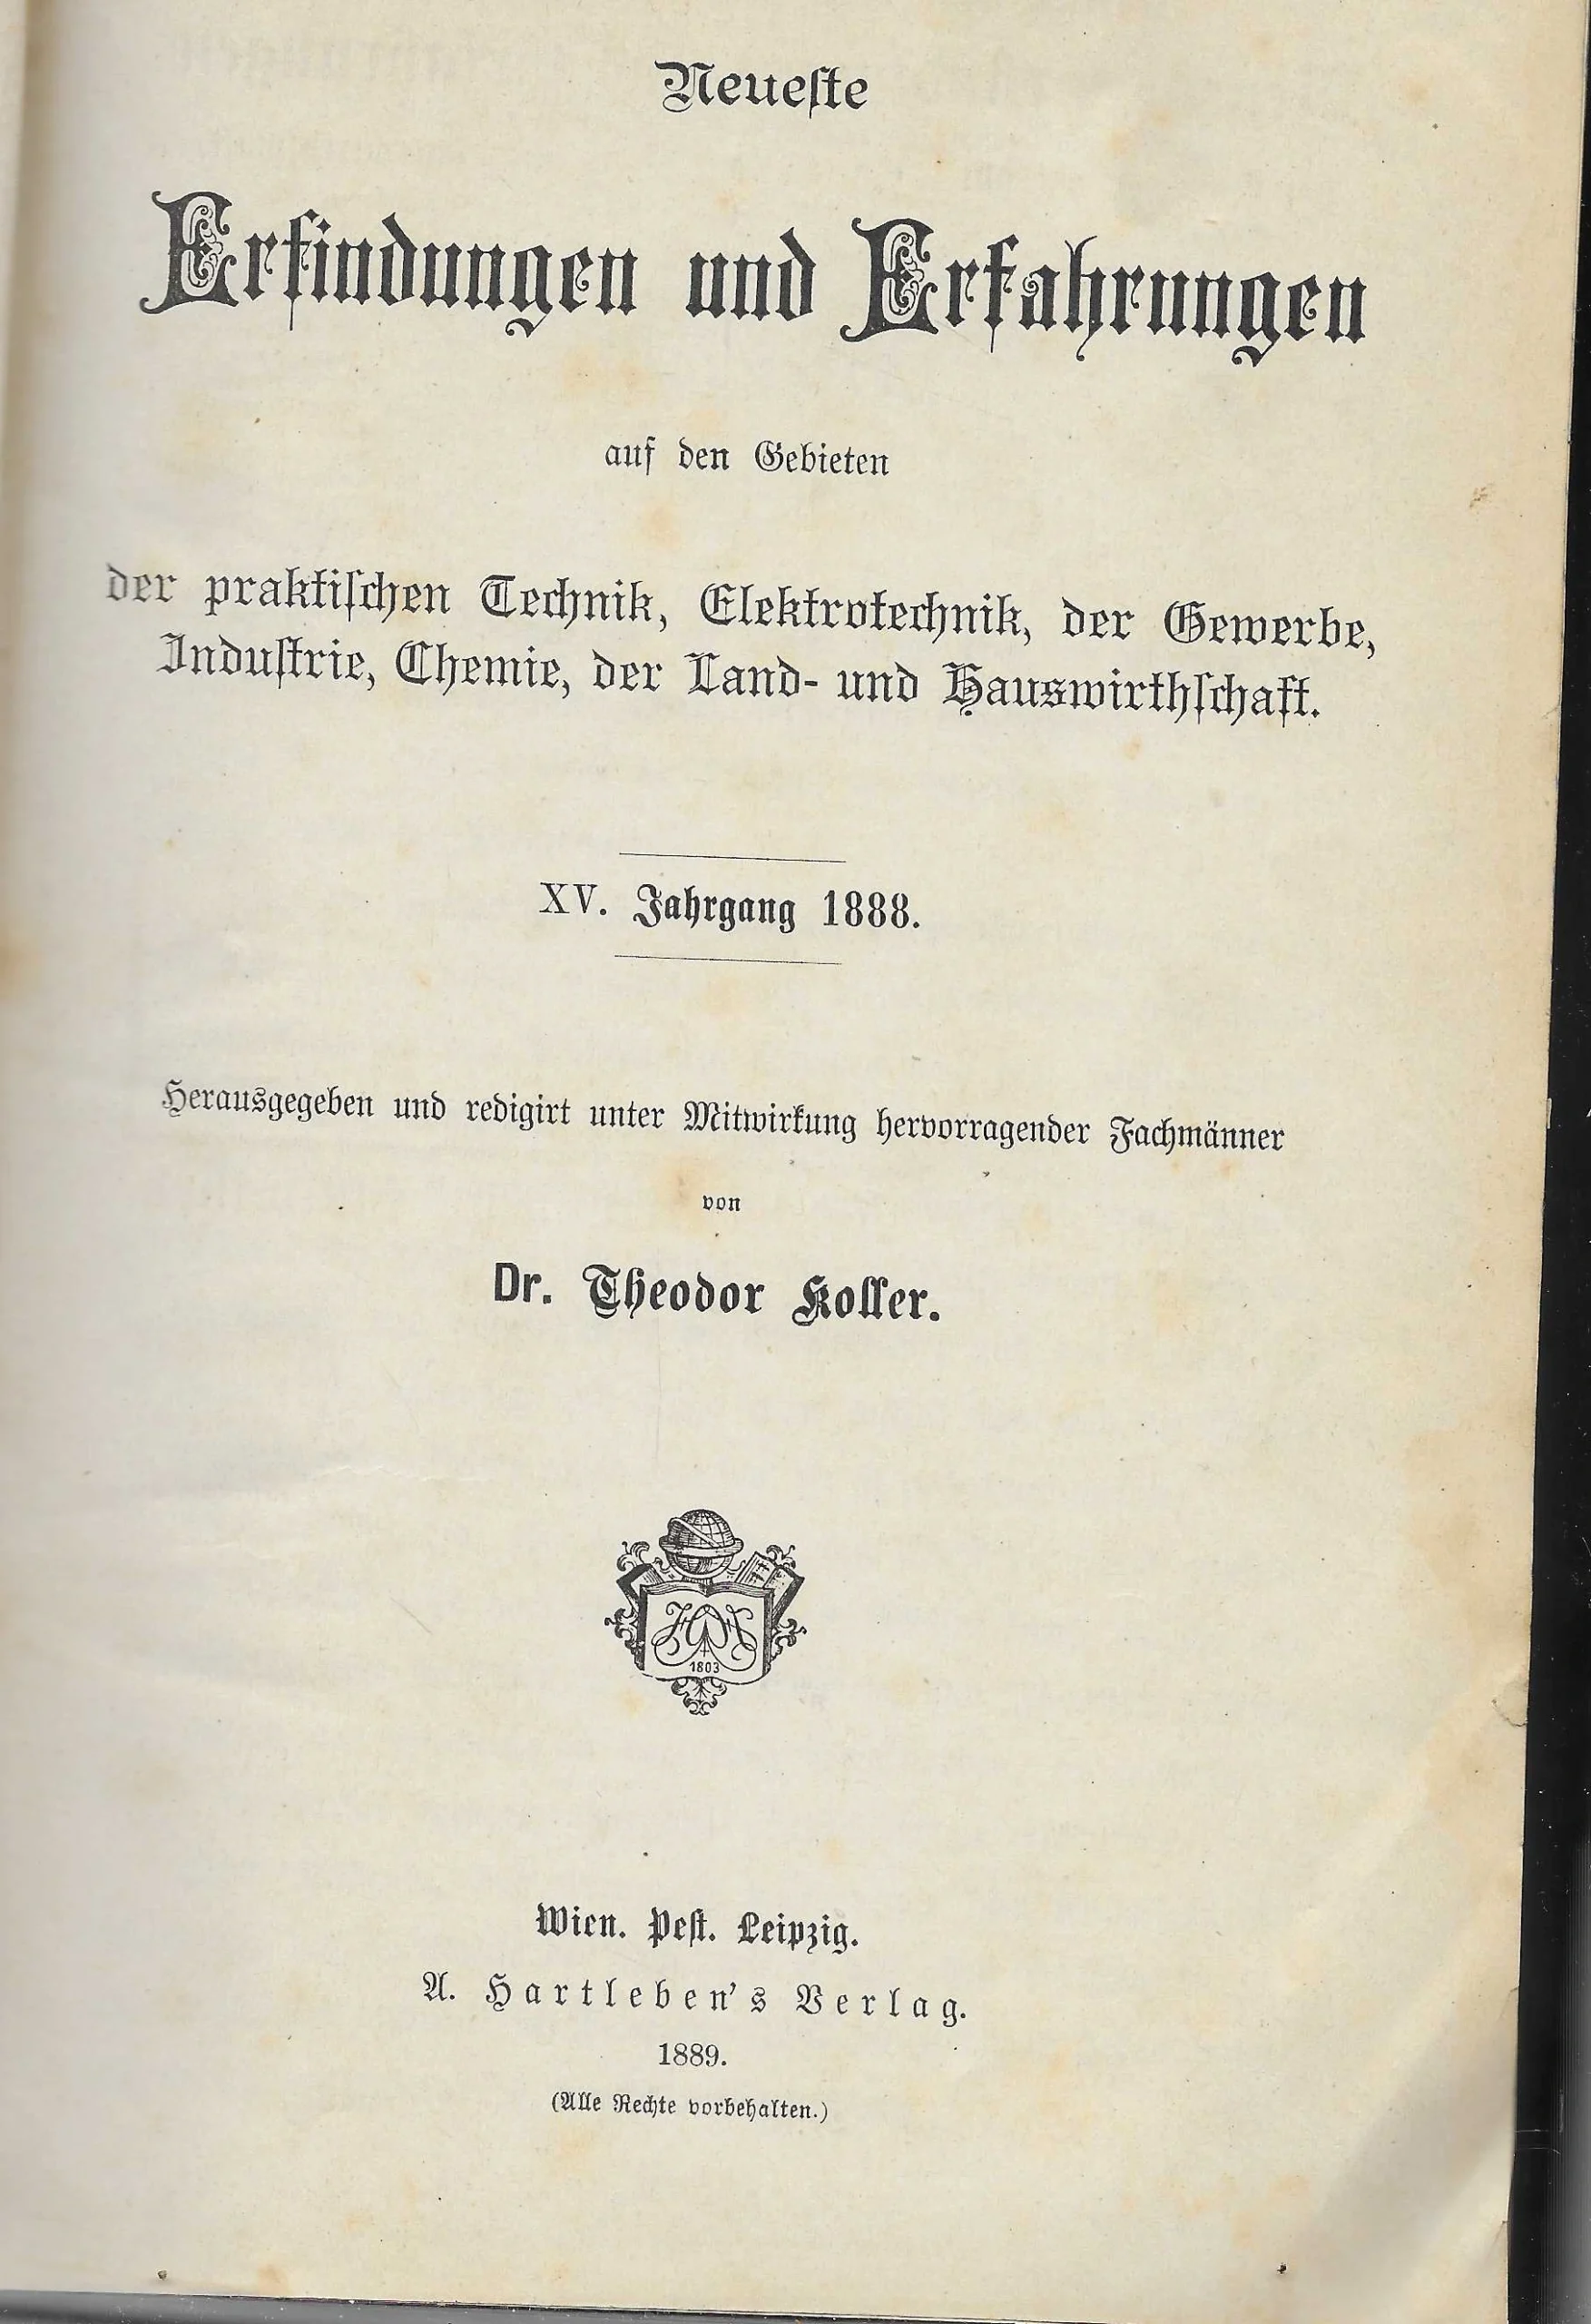 Neueſte
Erfindungen und Erfahrungen
auf den Gebieten
der praktiſchen Technik, Elektrotechnik, der Gewerbe,
Induſtrie, Chemie, der Land- und Hauswirthſchaft.
XV. Jahrgang 1888.
Herausgegeben und redigirt unter Mitwirkung hervorragender Fachmänner
von
Dr. Theodor Koller.
1803
Wien. Peſt. Leipzig.
A. Hartleben's Verlag.
1889.
(Alle Rechte vorbehalten.)